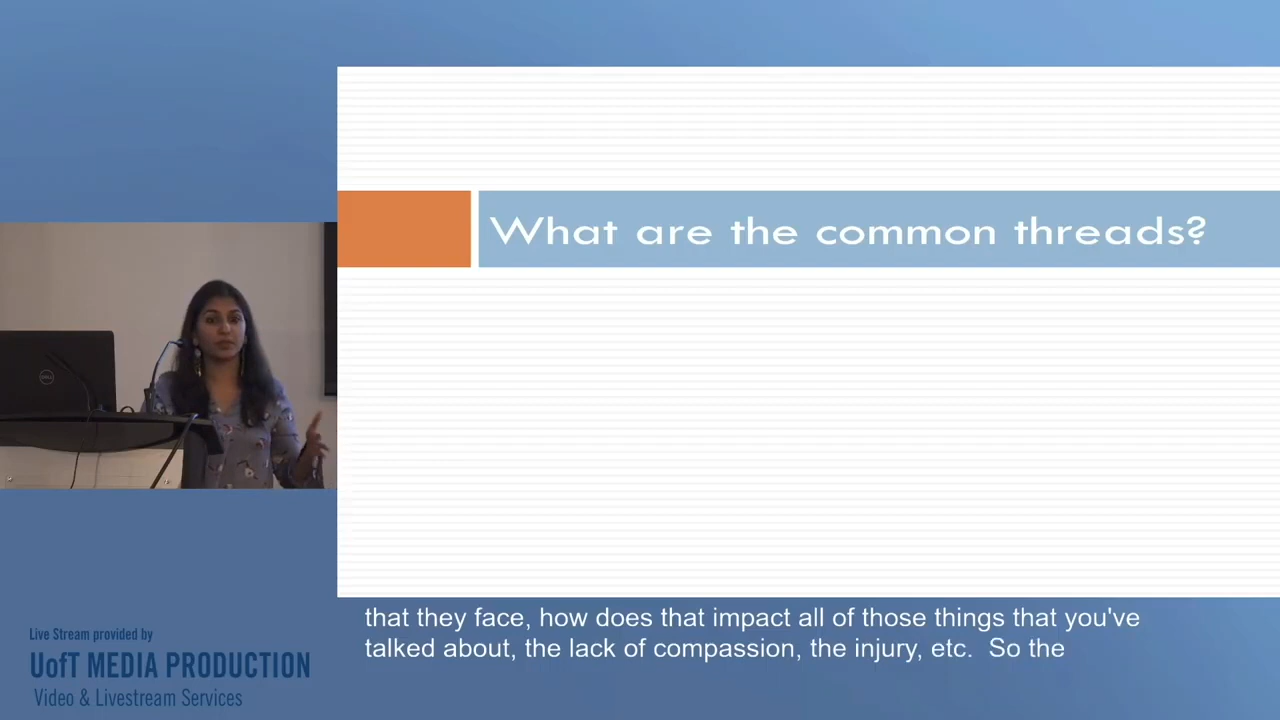 What are the common threads?
DELL
that they face, how does that impact all of those things that you've
talked about, the lack of compassion, the injury, etc.  So the
Live Stream provided by
UofT MEDIA PRODUCTION
Video & Livestream Services